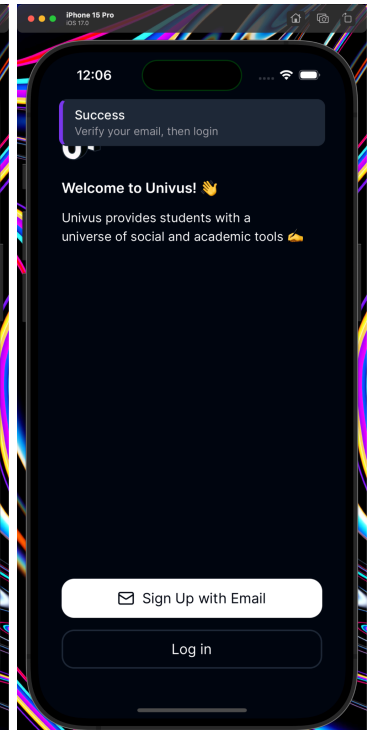 iPhone 15 Pro
iOS 17.0
12:06
Success
Verify your email, then login
Welcome to Univus! 👋
Univus provides students with a
universe of social and academic tools ✍️
Sign Up with Email
Log in